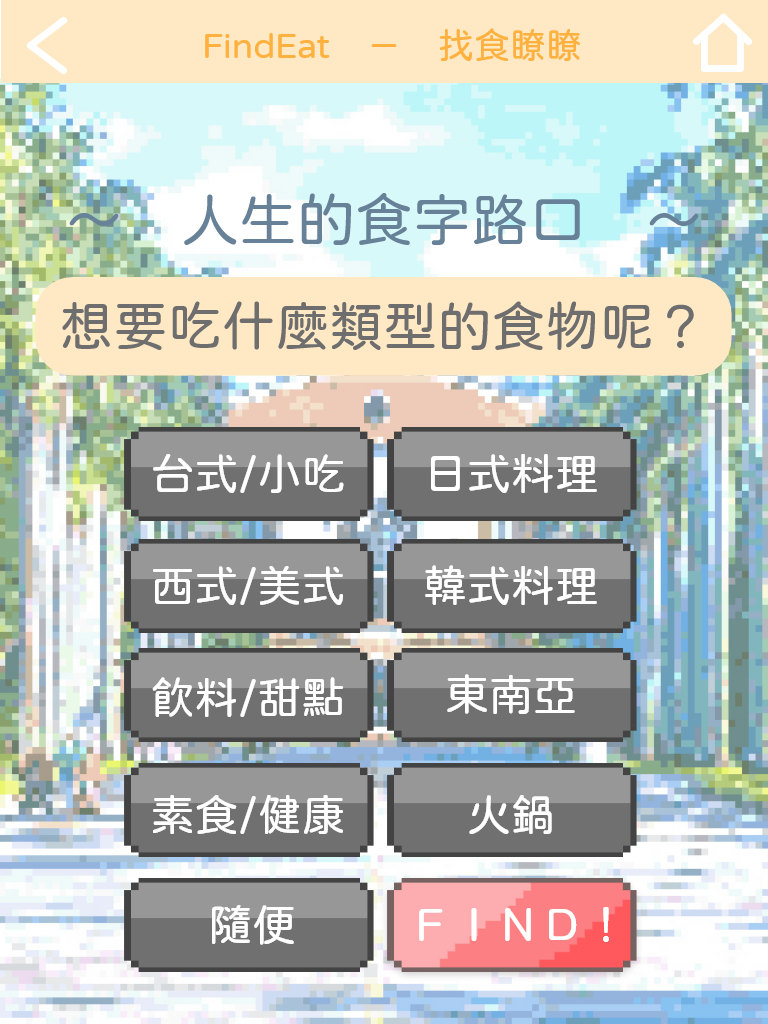 FindEat － 找食瞭瞭
～ 人生的食字路口 ～
想要吃什麼類型的食物呢？
台式/小吃 日式料理
西式/美式 韓式料理
飲料/甜點 東南亞
素食/健康 火鍋
隨便 ＦＩＮＤ！